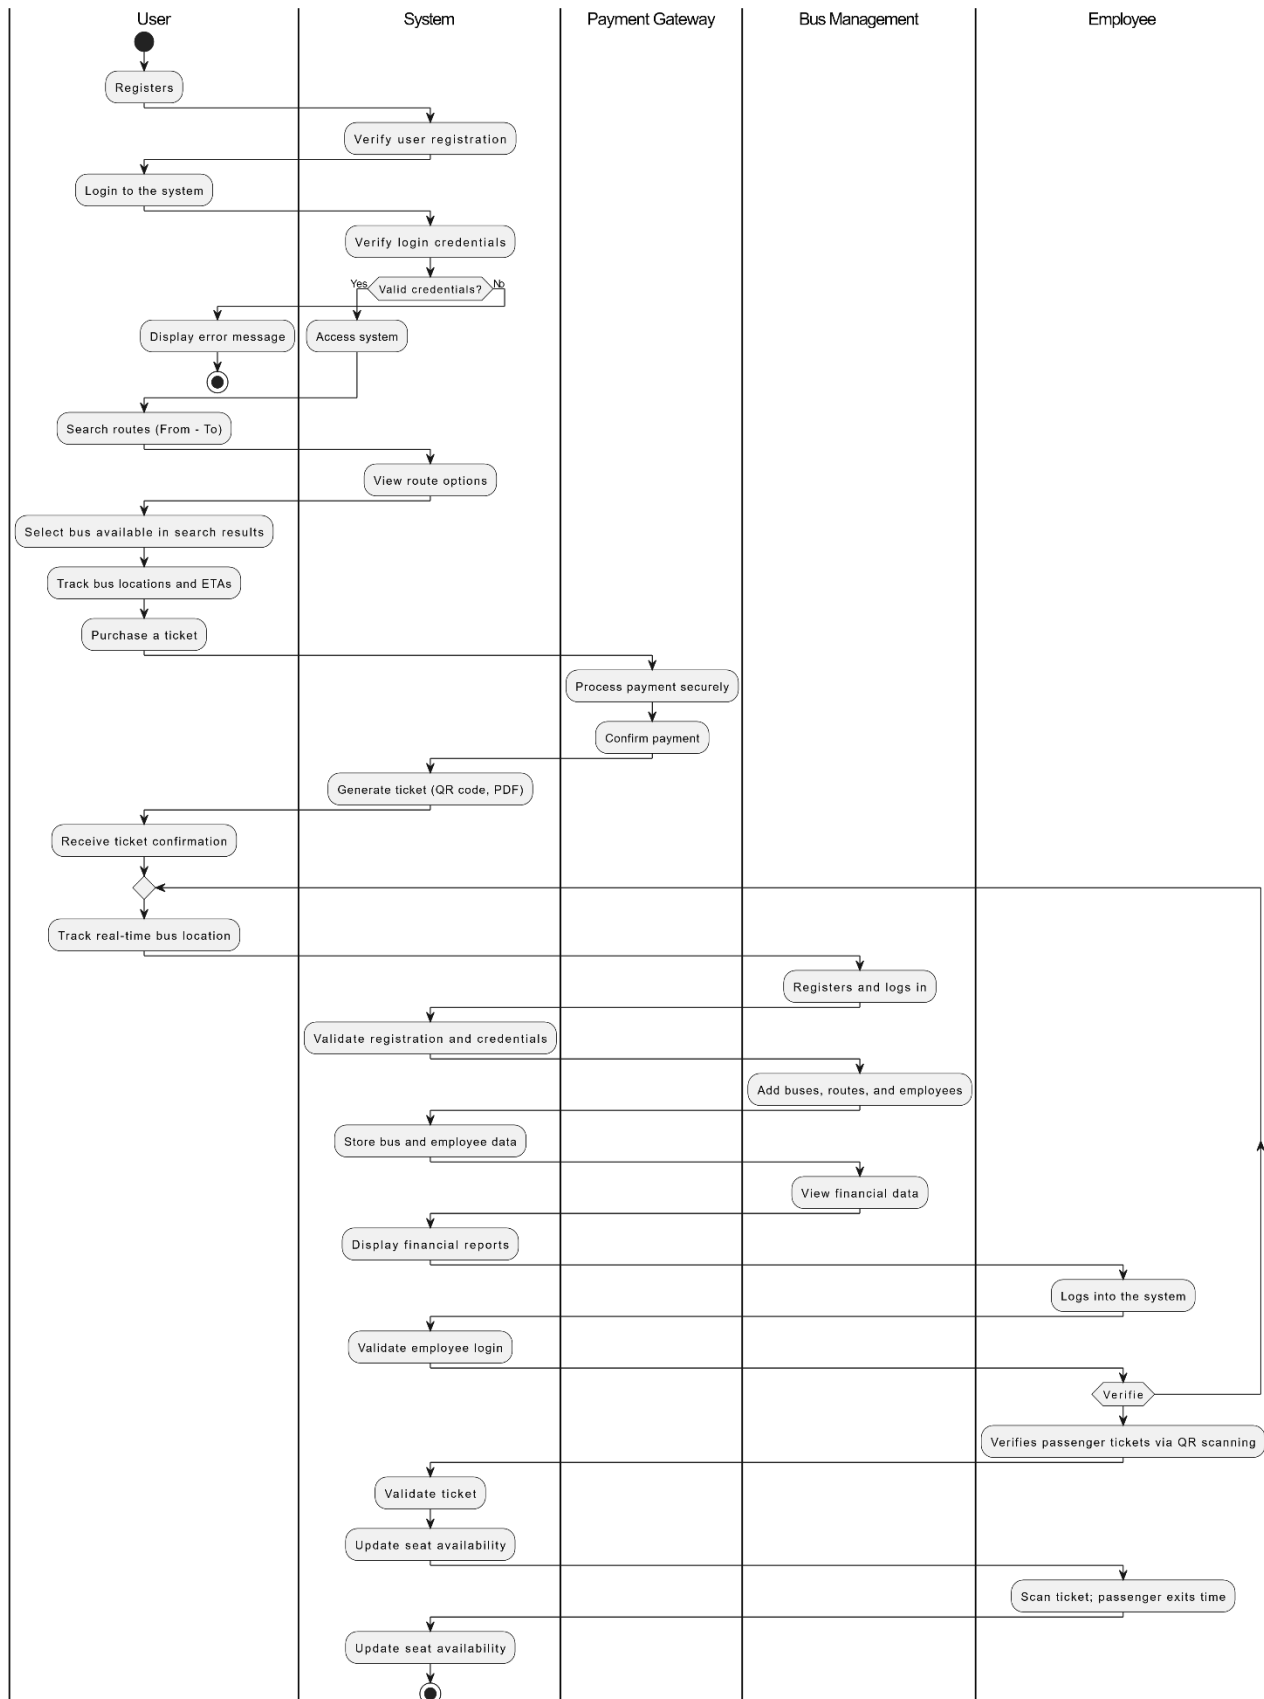 User
System
Payment Gateway
Bus Management
Employee
Registers
Verify user registration
Login to the system
Verify login credentials
Yes
Valid credentials?
No
Display error message
Access system
Search routes (From - To)
View route options
Select bus available in search results
Track bus locations and ETAs
Purchase a ticket
Process payment securely
Confirm payment
Generate ticket (QR code, PDF)
Receive ticket confirmation
Track real-time bus location
Registers and logs in
Validate registration and credentials
Add buses, routes, and employees
Store bus and employee data
View financial data
Display financial reports
Logs into the system
Validate employee login
Verifie
Verifies passenger tickets via QR scanning
Validate ticket
Update seat availability
Scan ticket; passenger exits time
Update seat availability